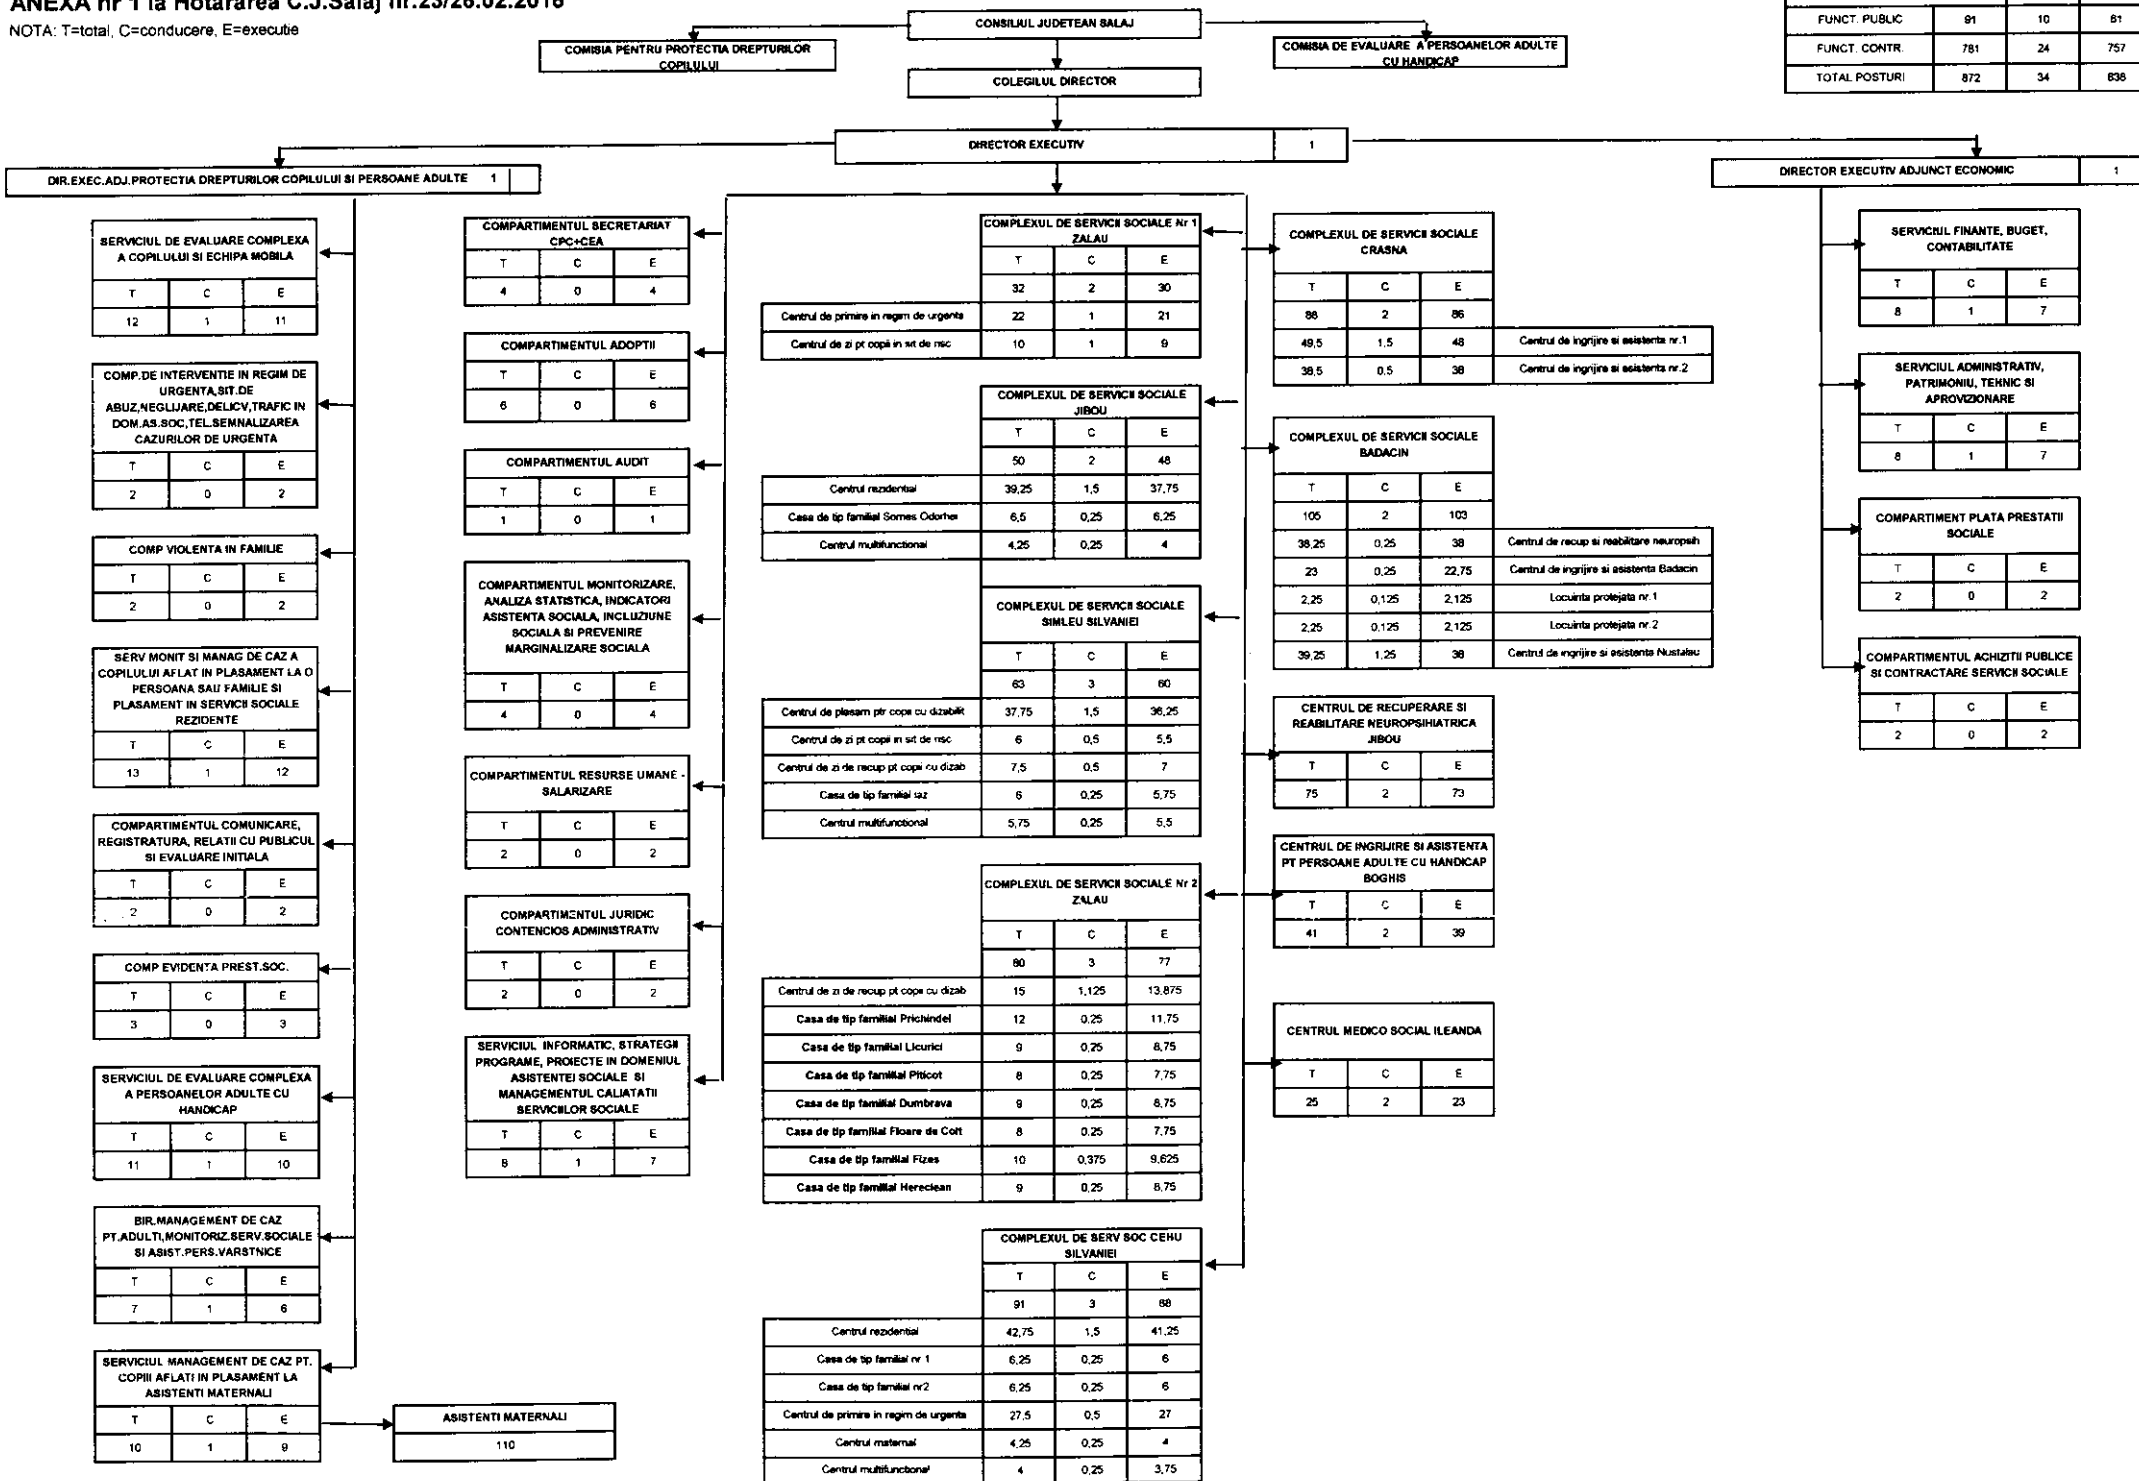 ANEXA nr 1 la Hotararea C.J.Salaj nr.23/26.02.2016
NOTA: T=total, C=conducere, E=executie
FUNCT. PUBLIC 91 10 81
FUNCT. CONTR. 781 24 757
TOTAL POSTURI 872 34 838
CONSILIUL JUDETEAN SALAJ
COMISIA PENTRU PROTECTIA DREPTURILOR
COPILULUI
COMISIA DE EVALUARE A PERSOANELOR ADULTE
CU HANDICAP
COLEGIUL DIRECTOR
DIRECTOR EXECUTIV 1
DIR.EXEC.ADJ.PROTECTIA DREPTURILOR COPILULUI SI PERSOANE ADULTE 1
DIRECTOR EXECUTIV ADJUNCT ECONOMIC 1
SERVICIUL DE EVALUARE COMPLEXA
A COPILULUI SI ECHIPA MOBILA
T C E
12 1 11
COMP.DE INTERVENTIE IN REGIM DE
URGENTA,SIT.DE
ABUZ,NEGLIJARE,DELICV,TRAFIC IN
DOM.AS.SOC,TEL.SEMNALIZAREA
CAZURILOR DE URGENTA
T C E
2 0 2
COMP VIOLENTA IN FAMILIE
T C E
2 0 2
SERV MONIT SI MANAG DE CAZ A
COPILULUI AFLAT IN PLASAMENT LA O
PERSOANA SAU FAMILIE SI
PLASAMENT IN SERVICII SOCIALE
REZIDENTE
T C E
13 1 12
COMPARTIMENTUL COMUNICARE,
REGISTRATURA, RELATII CU PUBLICUL
SI EVALUARE INITIALA
T C E
2 0 2
COMP EVIDENTA PREST.SOC.
T C E
3 0 3
SERVICIUL DE EVALUARE COMPLEXA
A PERSOANELOR ADULTE CU
HANDICAP
T C E
11 1 10
BIR.MANAGEMENT DE CAZ
PT.ADULTI,MONITORIZ.SERV.SOCIALE
SI ASIST.PERS.VARSTNICE
T C E
7 1 6
SERVICIUL MANAGEMENT DE CAZ PT.
COPIII AFLATI IN PLASAMENT LA
ASISTENTI MATERNALI
T C E
10 1 9
ASISTENTI MATERNALI
110
COMPARTIMENTUL SECRETARIAT
CPC+CEA
T C E
4 0 4
COMPARTIMENTUL ADOPTII
T C E
6 0 6
COMPARTIMENTUL AUDIT
T C E
1 0 1
COMPARTIMENTUL MONITORIZARE,
ANALIZA STATISTICA, INDICATORI
ASISTENTA SOCIALA, INCLUZIUNE
SOCIALA SI PREVENIRE
MARGINALIZARE SOCIALA
T C E
4 0 4
COMPARTIMENTUL RESURSE UMANE -
SALARIZARE
T C E
2 0 2
COMPARTIMENTUL JURIDIC
CONTENCIOS ADMINISTRATIV
T C E
2 0 2
SERVICIUL INFORMATIC, STRATEGII
PROGRAME, PROIECTE IN DOMENIUL
ASISTENTEI SOCIALE SI
MANAGEMENTUL CALIATATII
SERVICIILOR SOCIALE
T C E
8 1 7
COMPLEXUL DE SERVICII SOCIALE Nr 1
ZALAU
T C E
32 2 30
Centrul de primire in regim de urgenta 22 1 21
Centrul de zi pt copii in sit de risc 10 1 9
COMPLEXUL DE SERVICII SOCIALE
JIBOU
T C E
50 2 48
Centrul rezidential 39,25 1,5 37,75
Casa de tip familial Somes Odorhei 6,5 0,25 6,25
Centrul multifunctional 4,25 0,25 4
COMPLEXUL DE SERVICII SOCIALE
SIMLEU SILVANIEI
T C E
63 3 60
Centrul de plasam ptr copii cu dizabilit 37,75 1,5 36,25
Centrul de zi pt copii in sit de risc 6 0,5 5,5
Centrul de zi de recup pt copii cu dizab 7,5 0,5 7
Casa de tip familial Iaz 6 0,25 5,75
Centrul multifunctional 5,75 0,25 5,5
COMPLEXUL DE SERVICII SOCIALE Nr 2
ZALAU
T C E
80 3 77
Centrul de zi de recup pt copii cu dizab 15 1,125 13,875
Casa de tip familial Prichindel 12 0,25 11,75
Casa de tip familial Licurici 9 0,25 8,75
Casa de tip familial Piticot 8 0,25 7,75
Casa de tip familial Dumbrava 9 0,25 8,75
Casa de tip familial Floare de Colt 8 0,25 7,75
Casa de tip familial Fizes 10 0,375 9,625
Casa de tip familial Hereclean 9 0,25 8,75
COMPLEXUL DE SERV SOC CEHU
SILVANIEI
T C E
91 3 88
Centrul rezidential 42,75 1,5 41,25
Casa de tip familial nr 1 6,25 0,25 6
Casa de tip familial nr2 6,25 0,25 6
Centrul de primire in regim de urgenta 27,5 0,5 27
Centrul maternal 4,25 0,25 4
Centrul multifunctional 4 0,25 3,75
COMPLEXUL DE SERVICII SOCIALE
CRASNA
T C E
88 2 86
49,5 1,5 48 Centrul de ingrijire si asistenta nr.1
38,5 0,5 38 Centrul de ingrijire si asistenta nr.2
COMPLEXUL DE SERVICII SOCIALE
BADACIN
T C E
105 2 103
38,25 0,25 38 Centrul de recup si reabilitare neuropsih
23 0,25 22,75 Centrul de ingrijire si asistenta Badacin
2,25 0,125 2,125 Locuinta protejata nr.1
2,25 0,125 2,125 Locuinta protejata nr.2
39,25 1,25 38 Centrul de ingrijire si asistenta Nustalau
CENTRUL DE RECUPERARE SI
REABILITARE NEUROPSIHIATRICA
JIBOU
T C E
75 2 73
CENTRUL DE INGRIJIRE SI ASISTENTA
PT PERSOANE ADULTE CU HANDICAP
BOGHIS
T C E
41 2 39
CENTRUL MEDICO SOCIAL ILEANDA
T C E
25 2 23
SERVICIUL FINANTE, BUGET,
CONTABILITATE
T C E
8 1 7
SERVICIUL ADMINISTRATIV,
PATRIMONIU, TEHNIC SI
APROVIZIONARE
T C E
8 1 7
COMPARTIMENT PLATA PRESTATII
SOCIALE
T C E
2 0 2
COMPARTIMENTUL ACHIZITII PUBLICE
SI CONTRACTARE SERVICII SOCIALE
T C E
2 0 2